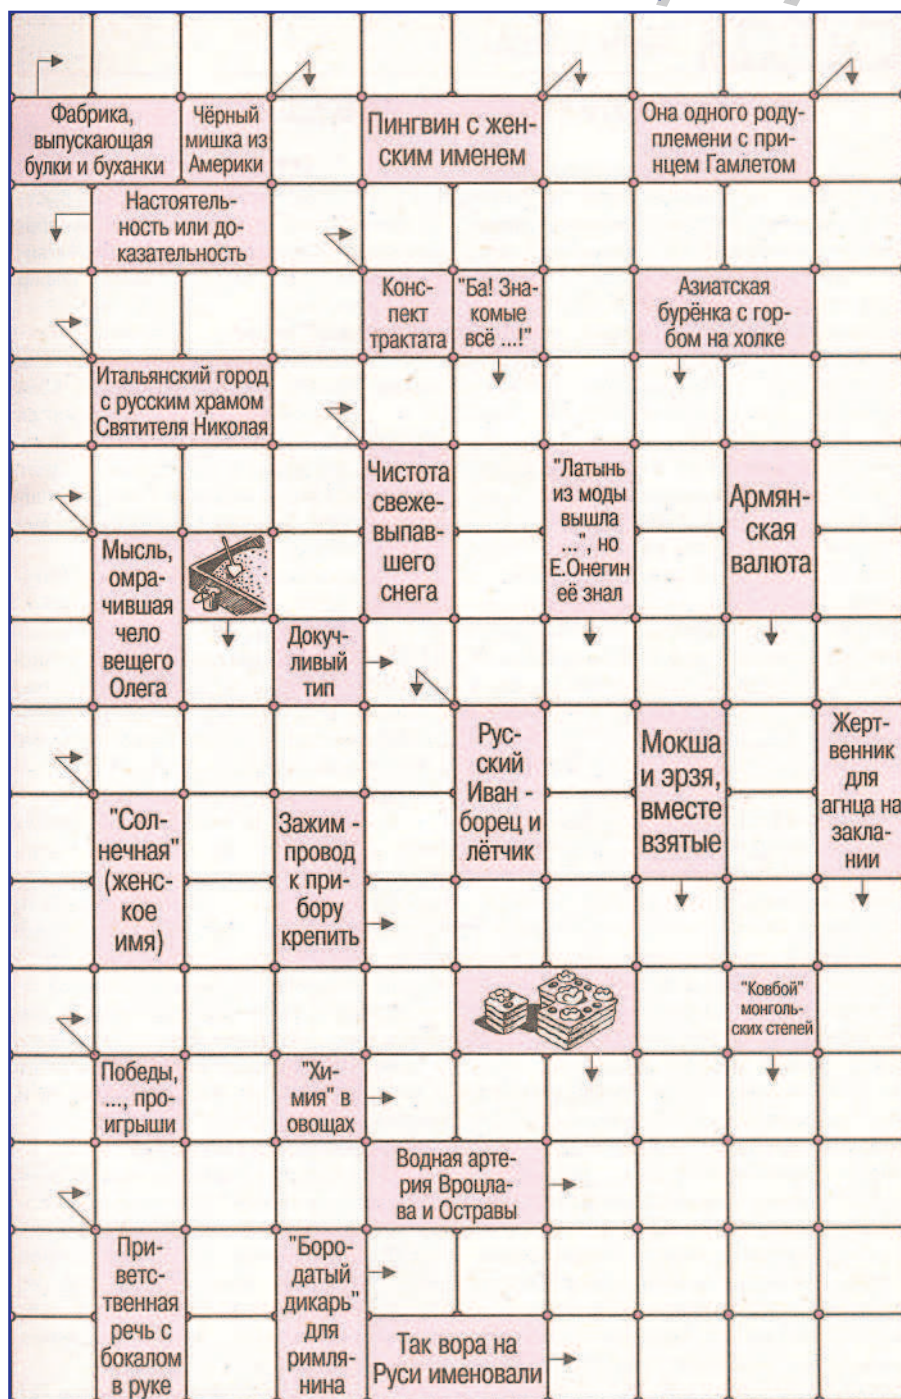 Фабрика,
выпускающая
булки и буханки
Чёрный
мишка из
Америки
Пингвин с жен-
ским именем
Она одного роду-
племени с при-
нцем Гамлетом
Настоятель-
ность или до-
казательность
Конс-
пект
трактата
"Ба! Зна-
комые
всё ...!"
Азиатская
бурёнка с гор-
бом на холке
Итальянский город
с русским храмом
Святителя Николая
Чистота
свеже-
выпав-
шего
снега
"Латынь
из моды
вышла
...", но
Е.Онегин
её знал
Армян-
ская
валюта
Мысль,
омра-
чившая
чело
вещего
Олега
Докуч-
ливый
тип
Рус-
ский
Иван -
борец и
лётчик
Мокша
и эрзя,
вместе
взятые
Жерт-
венник
для
агнца на
закла-
нии
"Сол-
нечная"
(женс-
кое
имя)
Зажим -
провод
к при-
бору
крепить
"Ковбой"
монголь-
ских степей
Победы,
..., про-
игрыши
"Хи-
мия" в
овощах
Водная арте-
рия Вроцла-
ва и Остравы
При-
ветс-
твенная
речь с
бокалом
в руке
"Боро-
датый
дикарь"
для
римля-
нина
Так вора на
Руси именовали